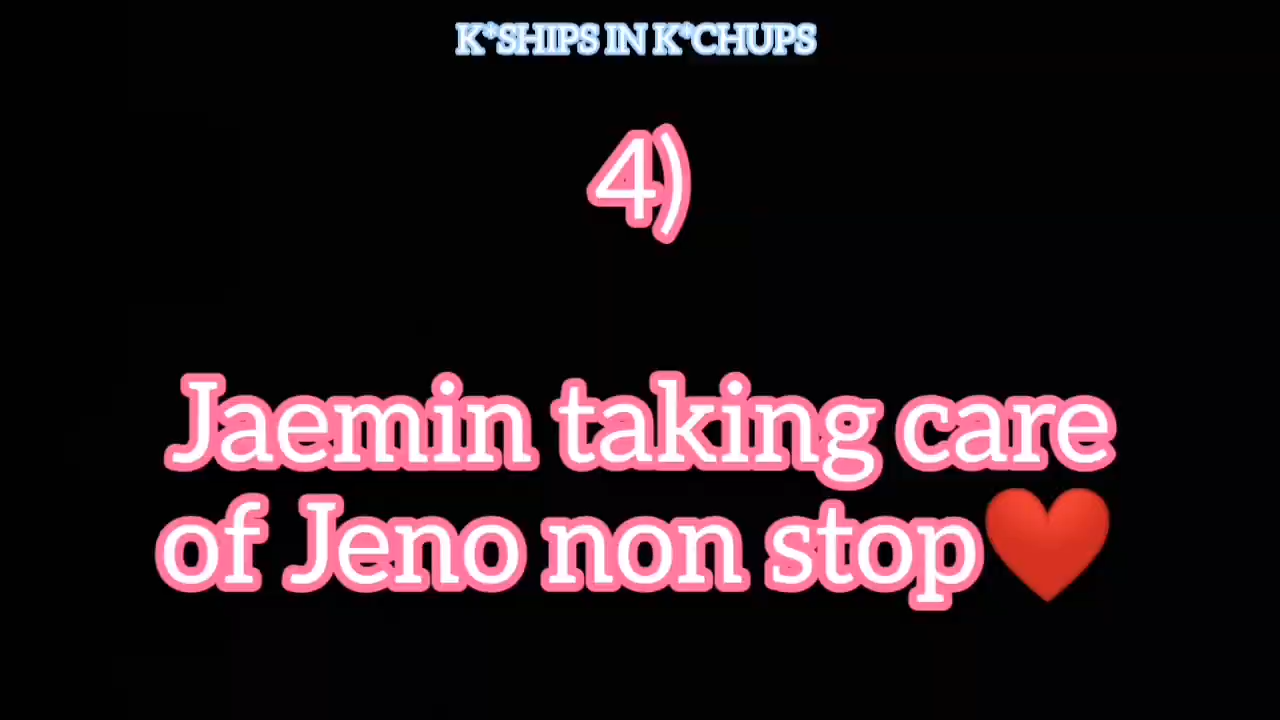 K*SHIPS IN K*CHUPS
4)
Jaemin taking care
of Jeno non stop❤️